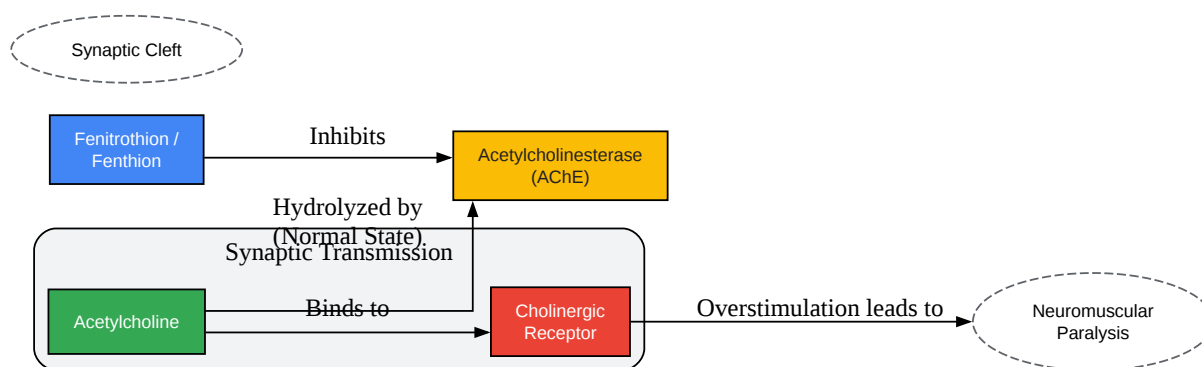 Synaptic Cleft
Fenitrothion /
Fenthion
Inhibits
Acetylcholinesterase
(AChE)
Hydrolyzed by
(Normal State)
Synaptic Transmission
Acetylcholine
Binds to
Cholinergic
Receptor
Overstimulation leads to
Neuromuscular
Paralysis